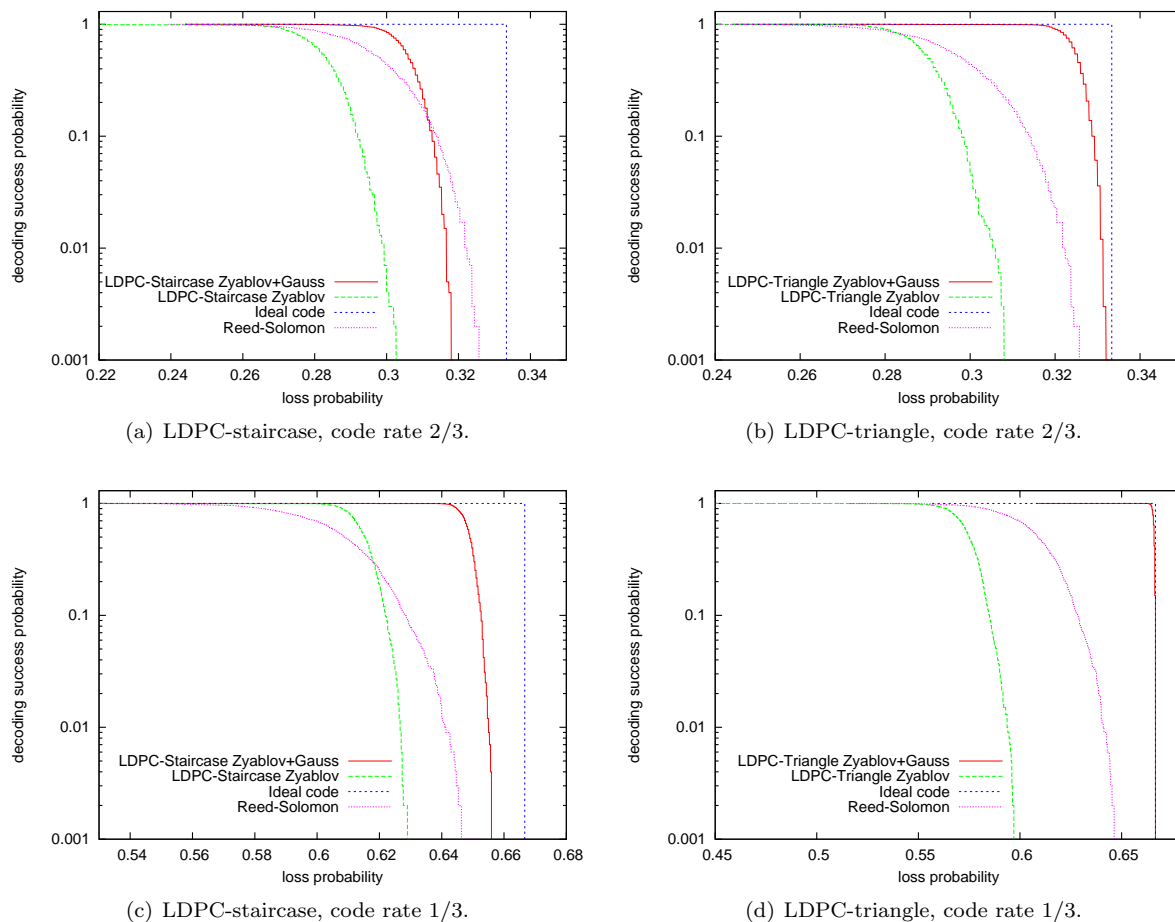 decoding success probability
1
0.1
0.01
0.001
LDPC-Staircase Zyablov+Gauss
LDPC-Staircase Zyablov
Ideal code
Reed-Solomon
0.22 0.24 0.26 0.28 0.3 0.32 0.34
loss probability
(a) LDPC-staircase, code rate 2/3.
decoding success probability
1
0.1
0.01
0.001
LDPC-Triangle Zyablov+Gauss
LDPC-Triangle Zyablov
Ideal code
Reed-Solomon
0.24 0.26 0.28 0.3 0.32 0.34
loss probability
(b) LDPC-triangle, code rate 2/3.
decoding success probability
1
0.1
0.01
0.001
LDPC-Staircase Zyablov+Gauss
LDPC-Staircase Zyablov
Ideal code
Reed-Solomon
0.54 0.56 0.58 0.6 0.62 0.64 0.66 0.68
loss probability
(c) LDPC-staircase, code rate 1/3.
decoding success probability
1
0.1
0.01
0.001
LDPC-Triangle Zyablov+Gauss
LDPC-Triangle Zyablov
Ideal code
Reed-Solomon
0.45 0.5 0.55 0.6 0.65
loss probability
(d) LDPC-triangle, code rate 1/3.